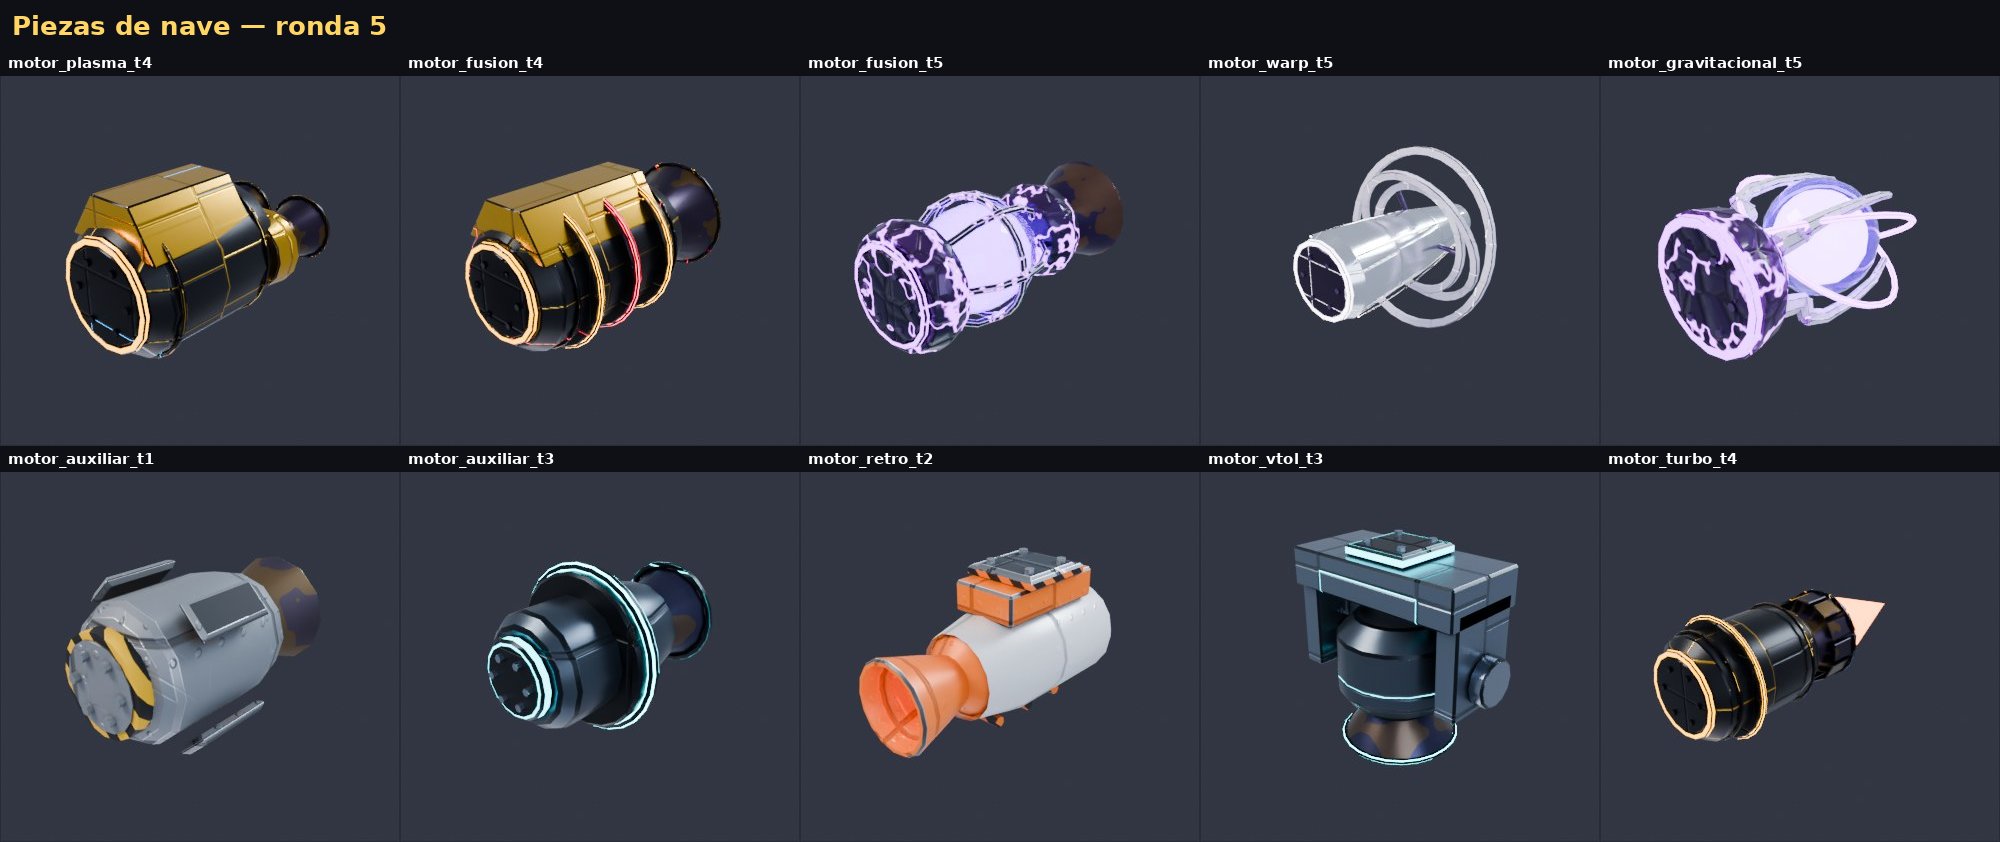 Piezas de nave — ronda 5
motor_plasma_t4
motor_fusion_t4
motor_fusion_t5
motor_warp_t5
motor_gravitacional_t5
motor_auxiliar_t1
motor_auxiliar_t3
motor_retro_t2
motor_vtol_t3
motor_turbo_t4